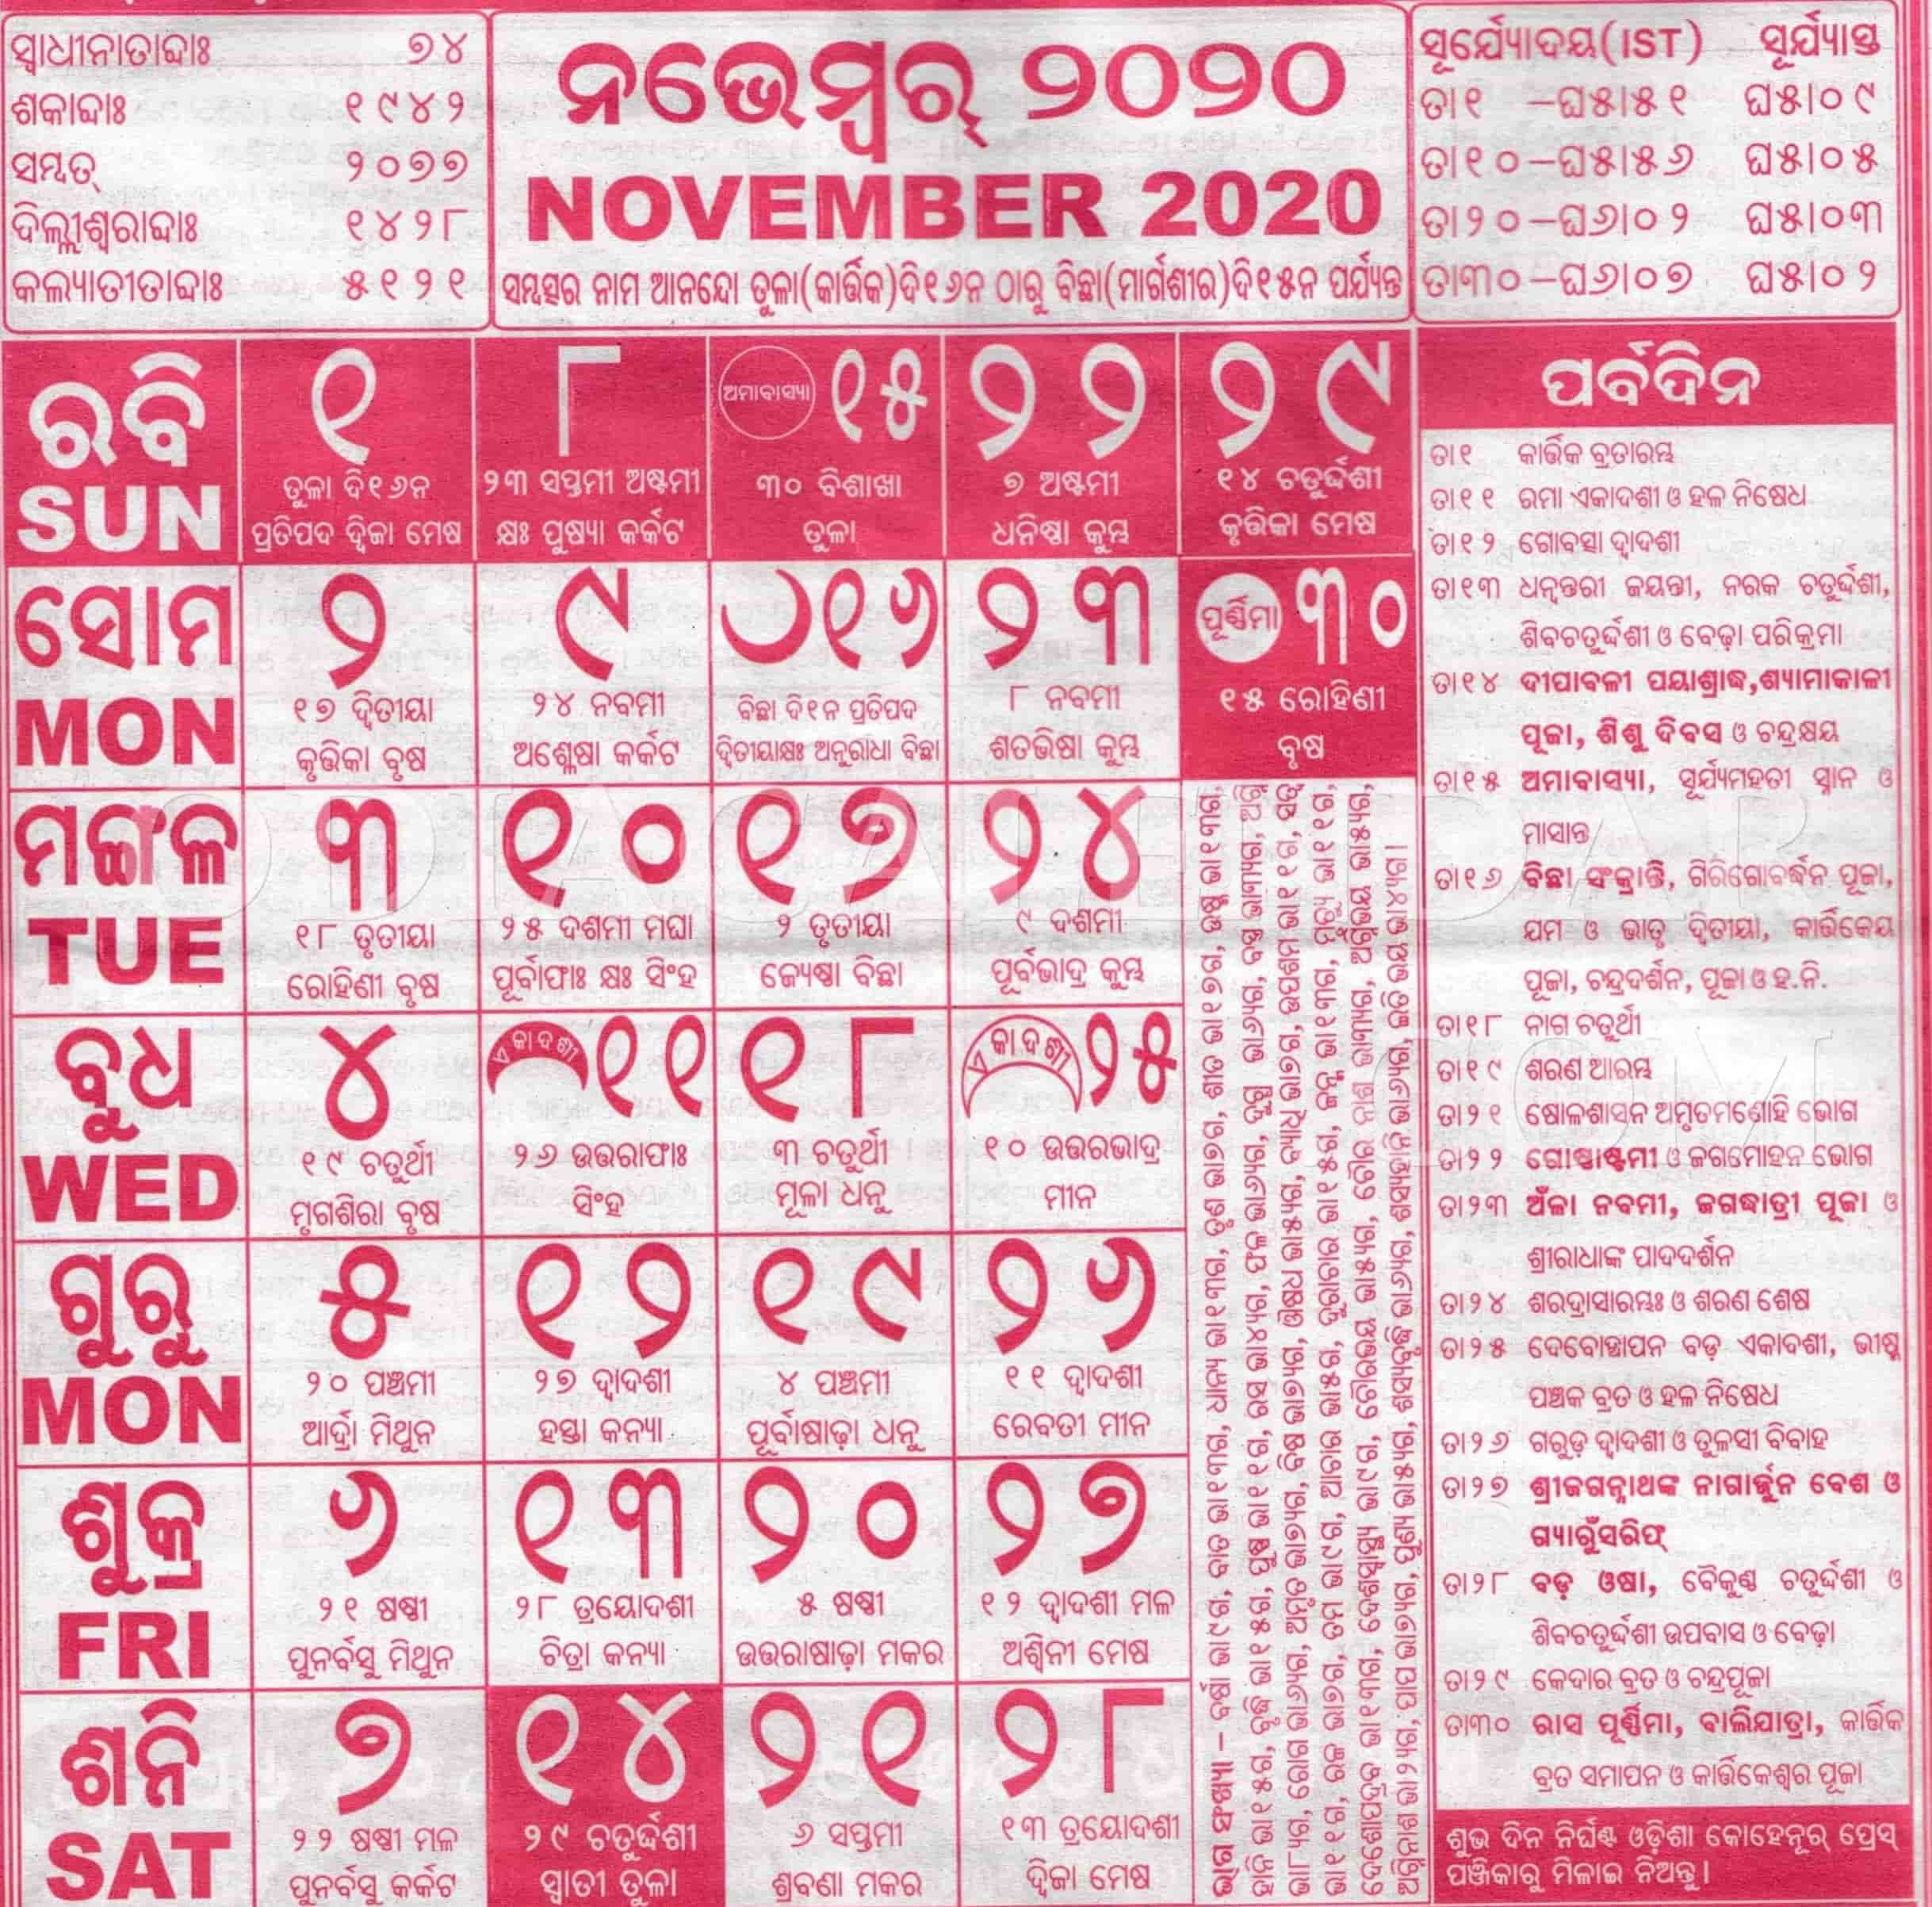 ସ୍ୱାଧୀନାତାବ୍ଦାଃ ୭୪
ଶକାବ୍ଦାଃ ୧୯୪୨
ସମ୍ୱତ୍ ୨୦୭୭
ଦିଲ୍ଲୀଶ୍ୱରାବ୍ଦାଃ ୧୪୨୮
କଲ୍ୟାତୀତାବ୍ଦାଃ ୫୧୨୧
ନଭେମ୍ବର୍ ୨୦୨୦
NOVEMBER 2020
ସମ୍ୱତ୍ସର ନାମ ଆନନ୍ଦୋ ତୁଳା(କାର୍ତ୍ତିକ)ଦି୧୬ନ ଠାରୁ ବିଛା(ମାର୍ଗଶୀର)ଦି୧୫ନ ପର୍ଯ୍ୟନ୍ତ
ସୂର୍ଯ୍ୟୋଦୟ(IST) ସୂର୍ଯ୍ୟାସ୍ତ
ତା୧ –ଘ୫।୫୧ ଘ୫।୦୯
ତା୧୦–ଘ୫।୫୬ ଘ୫।୦୫
ତା୨୦–ଘ୬।୦୨ ଘ୫।୦୩
ତା୩୦–ଘ୬।୦୭ ଘ୫।୦୨
ରବି
SUN
୧
ତୁଳା ଦି୧୬ନ
ପ୍ରତିପଦ ଦ୍ୱିଜା ମେଷ
୮
୨୩ ସପ୍ତମୀ ଅଷ୍ଟମୀ
କ୍ଷଃ ପୁଷ୍ୟା କର୍କଟ
ଅମାବାସ୍ୟା ୧୫
୩୦ ବିଶାଖା
ତୁଳା
୨୨
୭ ଅଷ୍ଟମୀ
ଧନିଷ୍ଠା କୁମ୍ଭ
୨୯
୧୪ ଚତୁର୍ଦ୍ଦଶୀ
କୃତ୍ତିକା ମେଷ
ସୋମ
MON
୨
୧୭ ଦ୍ୱିତୀୟା
କୃତ୍ତିକା ବୃଷ
୯
୨୪ ନବମୀ
ଅଶ୍ଳେଷା କର୍କଟ
୧୬
ବିଛା ଦି୧ନ ପ୍ରତିପଦ
ଦ୍ୱିତୀୟାକ୍ଷଃ ଅନୁରାଧା ବିଛା
୨୩
୮ ନବମୀ
ଶତଭିଷା କୁମ୍ଭ
ପୂର୍ଣ୍ଣିମା ୩୦
୧୫ ରୋହିଣୀ
ବୃଷ
ମଙ୍ଗଳ
TUE
୩
୧୮ ତୃତୀୟା
ରୋହିଣୀ ବୃଷ
୧୦
୨୫ ଦଶମୀ ମଘା
ପୂର୍ବାଫାଃ କ୍ଷଃ ସିଂହ
୧୭
୨ ତୃତୀୟା
ଜ୍ୟେଷ୍ଠା ବିଛା
୨୪
୯ ଦଶମୀ
ପୂର୍ବଭାଦ୍ର କୁମ୍ଭ
ବୁଧ
WED
୪
୧୯ ଚତୁର୍ଥୀ
ମୃଗଶିରା ବୃଷ
ଏକାଦଶୀ ୧୧
୨୬ ଉତ୍ତରାଫାଃ
ସିଂହ
୧୮
୩ ଚତୁର୍ଥୀ
ମୂଳା ଧନୁ
ଏକାଦଶୀ ୨୫
୧୦ ଉତ୍ତରଭାଦ୍ର
ମୀନ
ଗୁରୁ
MON
୫
୨୦ ପଞ୍ଚମୀ
ଆର୍ଦ୍ରା ମିଥୁନ
୧୨
୨୭ ଦ୍ୱାଦଶୀ
ହସ୍ତା କନ୍ୟା
୧୯
୪ ପଞ୍ଚମୀ
ପୂର୍ବାଷାଢ଼ା ଧନୁ
୨୬
୧୧ ଦ୍ୱାଦଶୀ
ରେବତୀ ମୀନ
ଶୁକ୍ର
FRI
୬
୨୧ ଷଷ୍ଠୀ
ପୁନର୍ବସୁ ମିଥୁନ
୧୩
୨୮ ତ୍ରୟୋଦଶୀ
ଚିତ୍ରା କନ୍ୟା
୨୦
୫ ଷଷ୍ଠୀ
ଉତ୍ତରାଷାଢ଼ା ମକର
୨୭
୧୨ ଦ୍ୱାଦଶୀ ମଳ
ଅଶ୍ୱିନୀ ମେଷ
ଶନି
SAT
୭
୨୨ ଷଷ୍ଠୀ ମଳ
ପୁନର୍ବସୁ କର୍କଟ
୧୪
୨୯ ଚତୁର୍ଦ୍ଦଶୀ
ସ୍ୱାତୀ ତୁଳା
୨୧
୬ ସପ୍ତମୀ
ଶ୍ରବଣା ମକର
୨୮
୧୩ ତ୍ରୟୋଦଶୀ
ଦ୍ୱିଜା ମେଷ
ପର୍ବଦିନ
ତା୧ କାର୍ତ୍ତିକ ବ୍ରତାରମ୍ଭ
ତା୧୧ ରମା ଏକାଦଶୀ ଓ ହଳ ନିଷେଧ
ତା୧୨ ଗୋବତ୍ସା ଦ୍ୱାଦଶୀ
ତା୧୩ ଧନ୍ୱନ୍ତରୀ ଜୟନ୍ତୀ, ନରକ ଚତୁର୍ଦ୍ଦଶୀ,
ଶିବଚତୁର୍ଦ୍ଦଶୀ ଓ ବେଢ଼ା ପରିକ୍ରମା
ତା୧୪ ଦୀପାବଳୀ ପୟାଶ୍ରାଦ୍ଧ,ଶ୍ୟାମାକାଳୀ
ପୂଜା, ଶିଶୁ ଦିବସ ଓ ଚନ୍ଦ୍ରକ୍ଷୟ
ତା୧୫ ଅମାବାସ୍ୟା, ସୂର୍ଯ୍ୟମହତୀ ସ୍ନାନ ଓ
ମାସାନ୍ତ
ତା୧୬ ବିଛା ସଂକ୍ରାନ୍ତି, ଗିରିଗୋବର୍ଦ୍ଧନ ପୂଜା,
ଯମ ଓ ଭାତୃ ଦ୍ୱିତୀୟା, କାର୍ତ୍ତିକେୟ
ପୂଜା, ଚନ୍ଦ୍ରଦର୍ଶନ, ପୂଜା ଓ ହ.ନି.
ତା୧୮ ନାଗ ଚତୁର୍ଥୀ
ତା୧୯ ଶରଣ ଆରମ୍ଭ
ତା୨୧ ଷୋଳଶାସନ ଅମୃତମଣୋହି ଭୋଗ
ତା୨୨ ଗୋଷ୍ଠାଷ୍ଟମୀ ଓ ଜଗମୋହନ ଭୋଗ
ତା୨୩ ଅଁଳା ନବମୀ, ଜଗଦ୍ଧାତ୍ରୀ ପୂଜା ଓ
ଶ୍ରୀରାଧାଙ୍କ ପାଦଦର୍ଶନ
ତା୨୪ ଶରଦ୍ରାସାରମ୍ଭଃ ଓ ଶରଣ ଶେଷ
ତା୨୫ ଦେବୋତ୍ଥାପନ ବଡ଼ ଏକାଦଶୀ, ଭୀଷ୍ମ
ପଞ୍ଚକ ବ୍ରତ ଓ ହଳ ନିଷେଧ
ତା୨୬ ଗରୁଡ଼ ଦ୍ୱାଦଶୀ ଓ ତୁଳସୀ ବିବାହ
ତା୨୭ ଶ୍ରୀଜଗନ୍ନାଥଙ୍କ ନାଗାର୍ଜୁନ ବେଶ ଓ
ଗ୍ୟାରୁଁସରିଫ୍
ତା୨୮ ବଡ଼ ଓଷା, ବୈକୁଣ୍ଠ ଚତୁର୍ଦ୍ଦଶୀ ଓ
ଶିବଚତୁର୍ଦ୍ଦଶୀ ଉପବାସ ଓ ବେଢ଼ା
ତା୨୯ କେଦାର ବ୍ରତ ଓ ଚନ୍ଦ୍ରପୂଜା
ତା୩୦ ରାସ ପୂର୍ଣ୍ଣିମା, ବାଲିଯାତ୍ରା, କାର୍ତ୍ତିକ
ବ୍ରତ ସମାପନ ଓ କାର୍ତ୍ତିକେଶ୍ୱର ପୂଜା
ଶୁଭ ଦିନ ନିର୍ଘଣ୍ଟ ଓଡ଼ିଶା କୋହେନୂର୍ ପ୍ରେସ୍
ପଞ୍ଜିକାରୁ ମିଳାଇ ନିଅନ୍ତୁ।